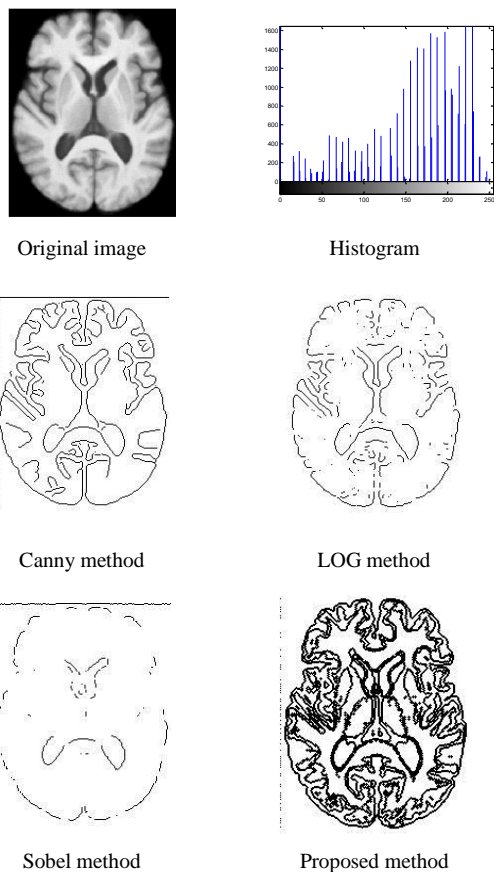 1600
1400
1200
1000
800
600
400
200
0
0 50 100 150 200 250
Original image Histogram
Canny method LOG method
Sobel method Proposed method